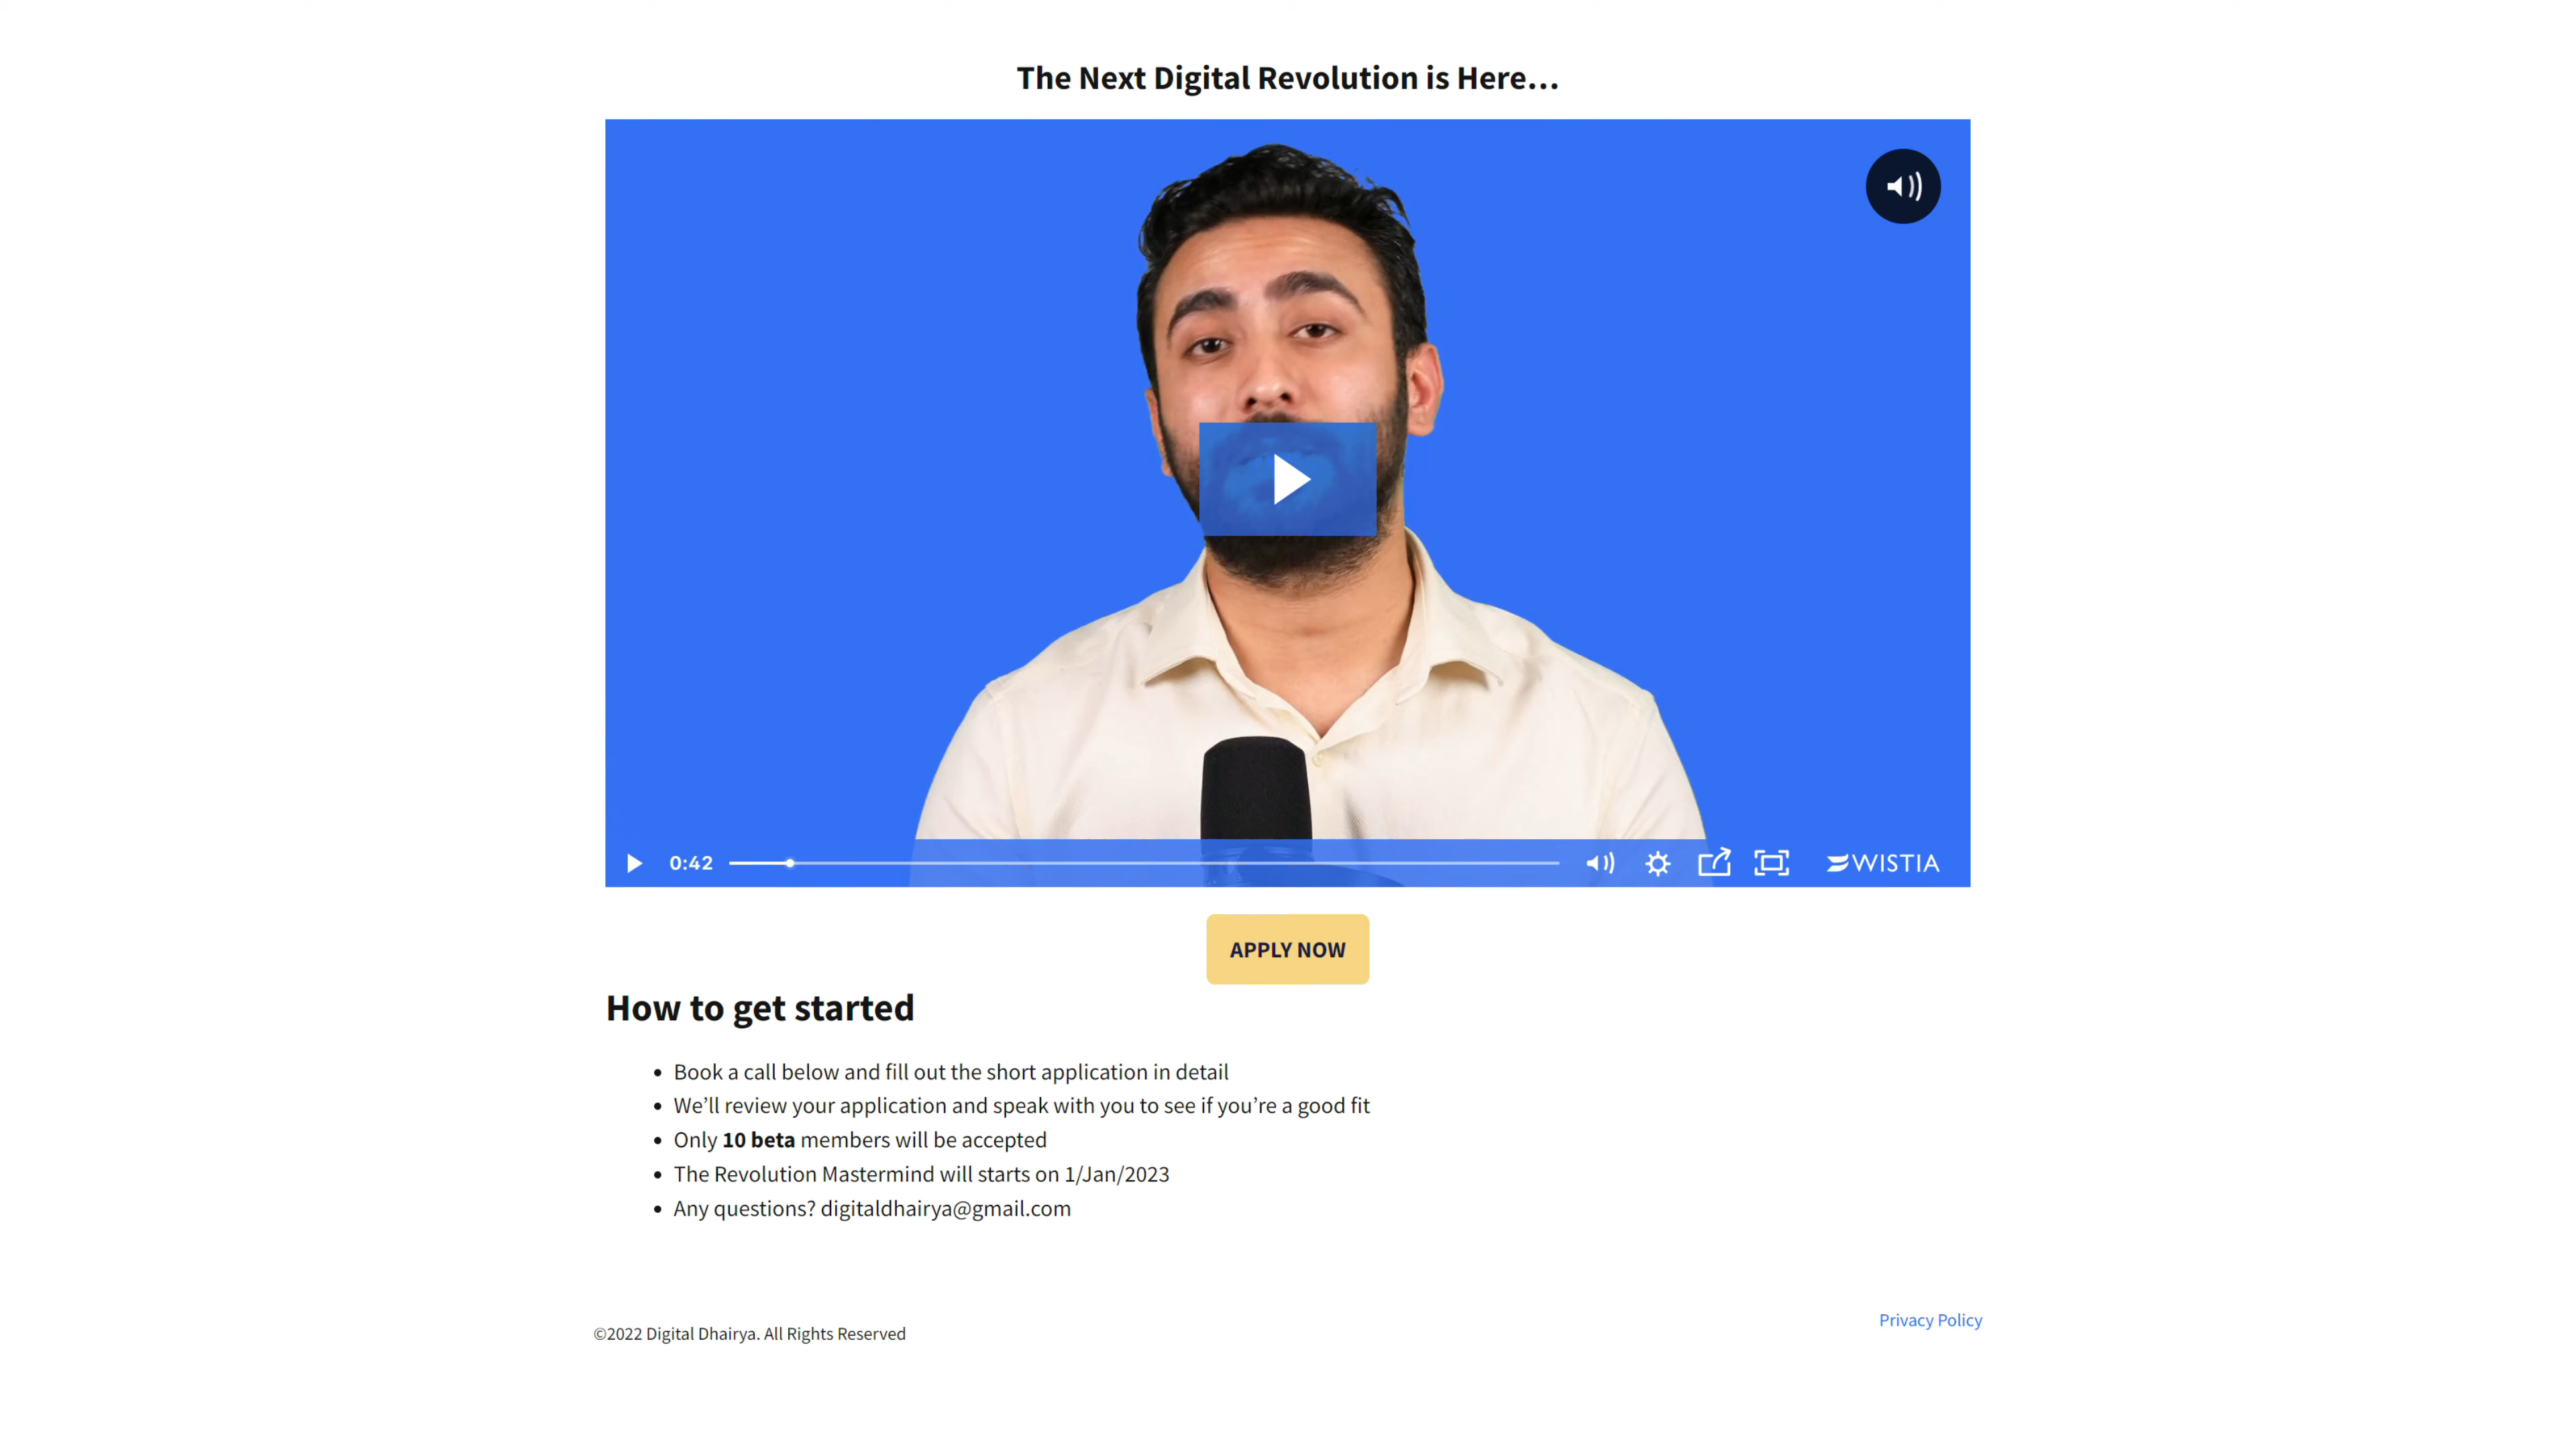 The Next Digital Revolution is Here...
0:42
WISTIA
APPLY NOW
How to get started
• Book a call below and fill out the short application in detail
• We’ll review your application and speak with you to see if you’re a good fit
• Only 10 beta members will be accepted
• The Revolution Mastermind will starts on 1/Jan/2023
• Any questions? digitaldhairya@gmail.com
Privacy Policy
©2022 Digital Dhairya. All Rights Reserved